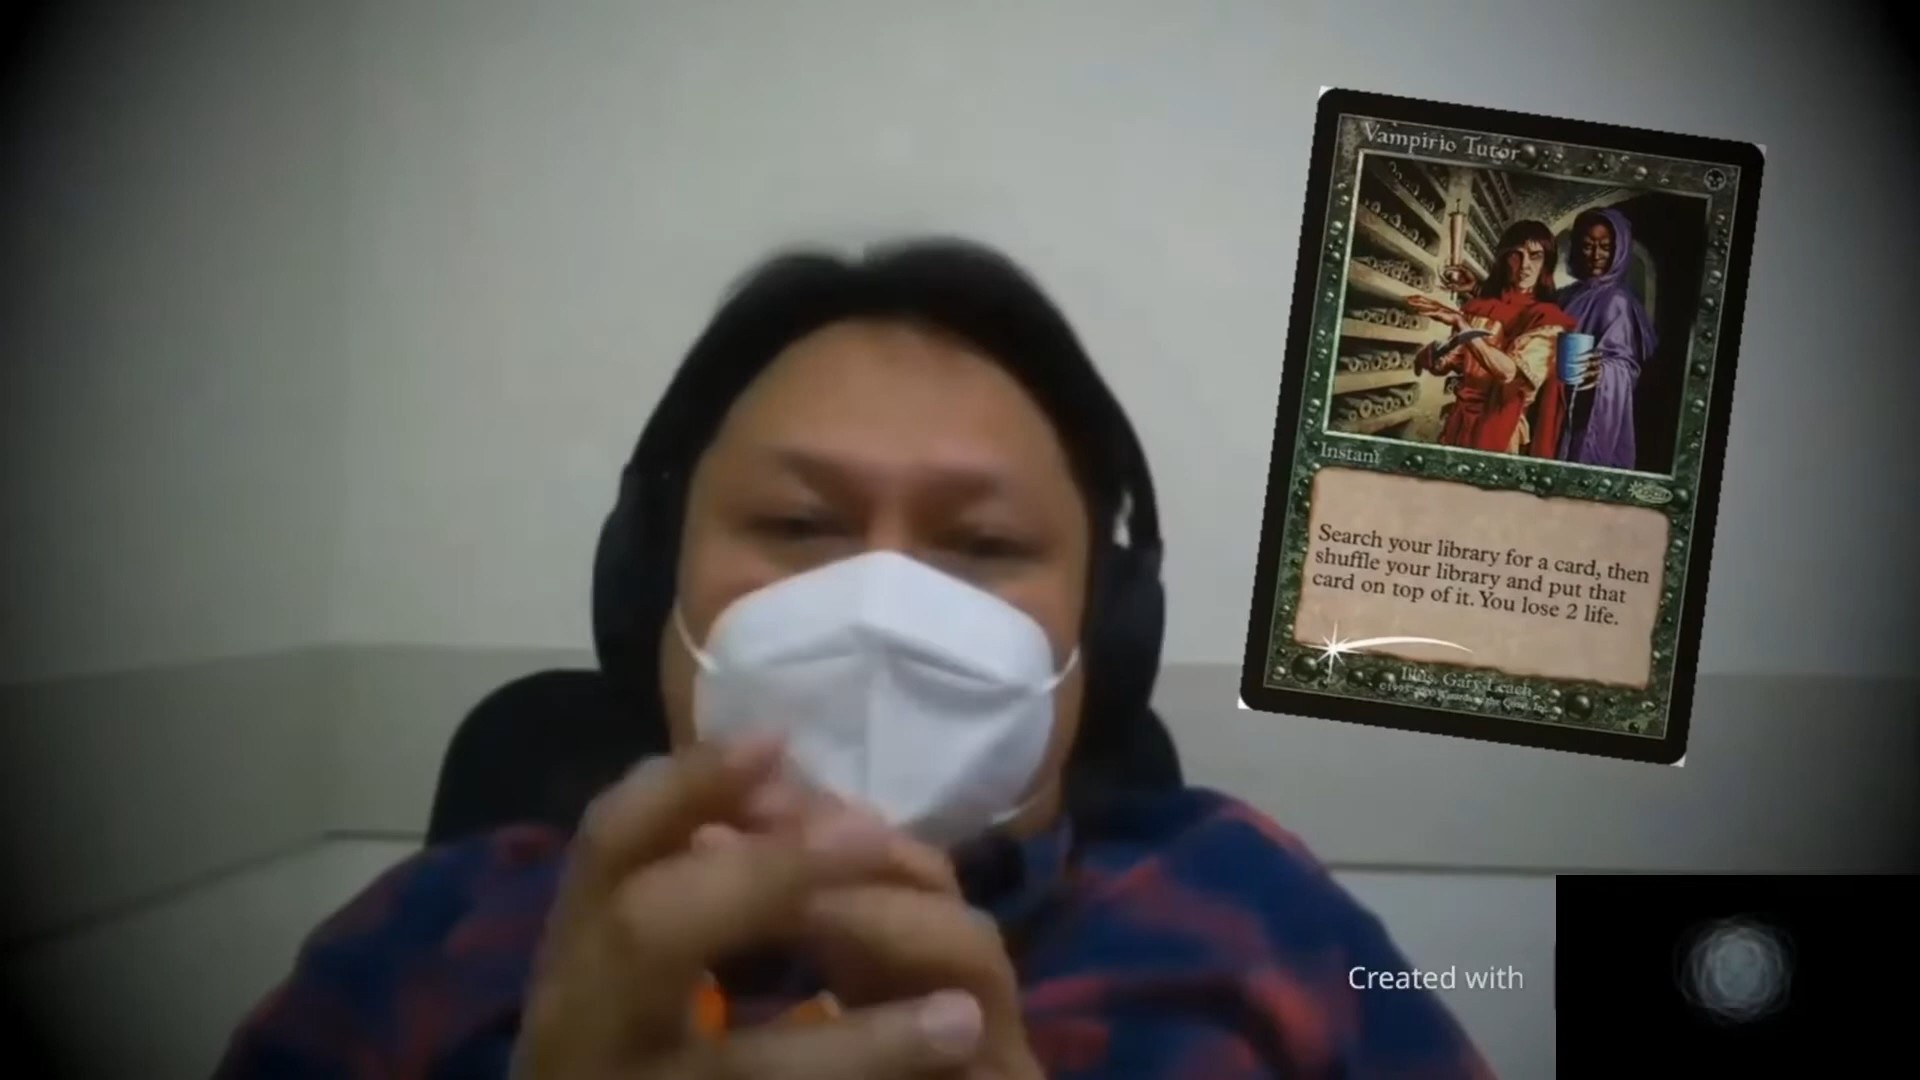 Vampirio Tutor
Instant
Search your library for a card, then
shuffle your library and put that
card on top of it. You lose 2 life.
Illus. Gary Leach
Created with